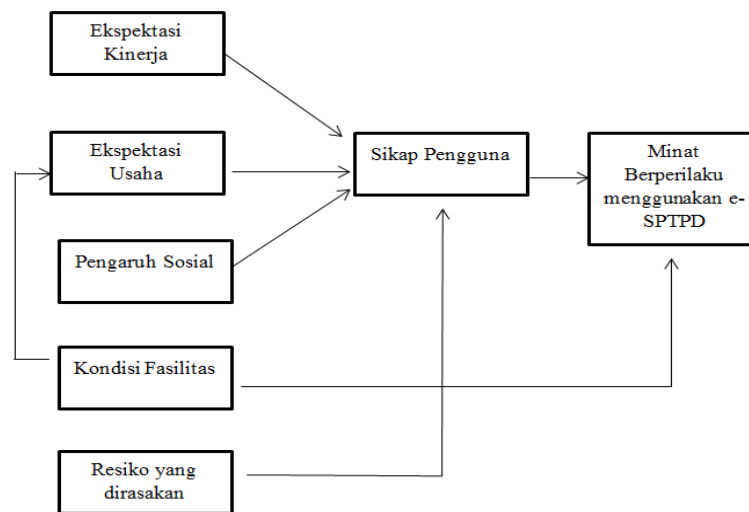 Ekspektasi
Kinerja
Ekspektasi
Usaha
Pengaruh Sosial
Kondisi Fasilitas
Resiko yang
dirasakan
Sikap Pengguna
Minat
Berperilaku
menggunakan e-
SPTPD